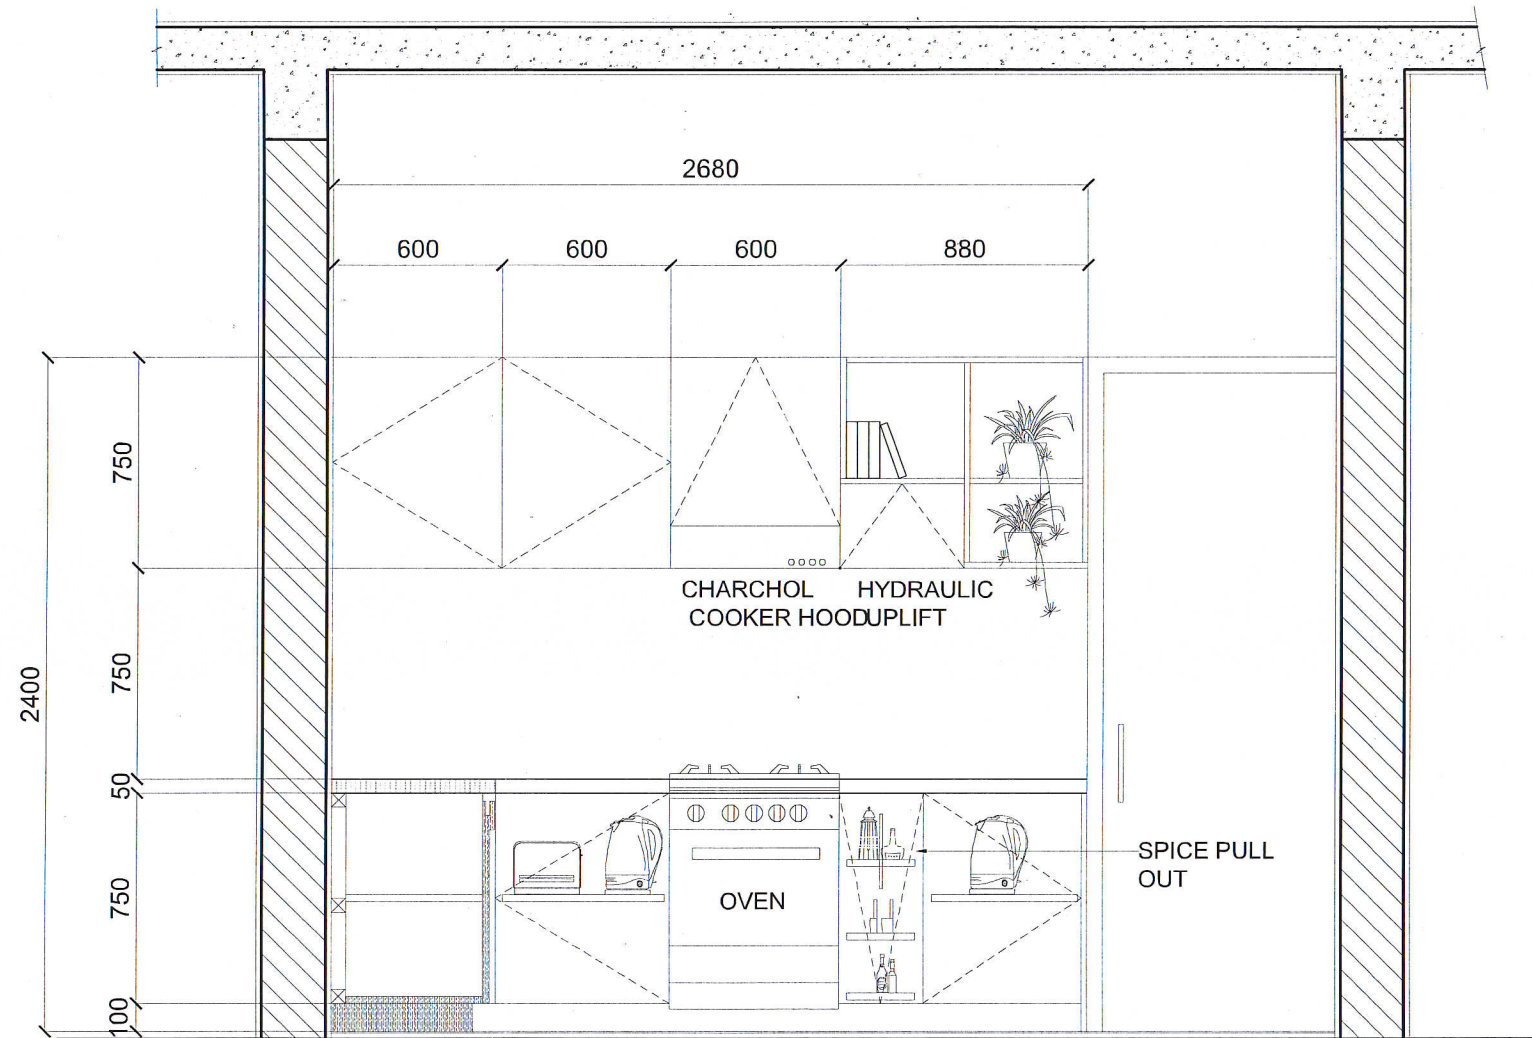 2680
600
600
600
880
750
CHARCHOL
COOKER HOOD
HYDRAULIC
UPLIFT
750
2400
50
SPICE PULL
OUT
750
OVEN
100